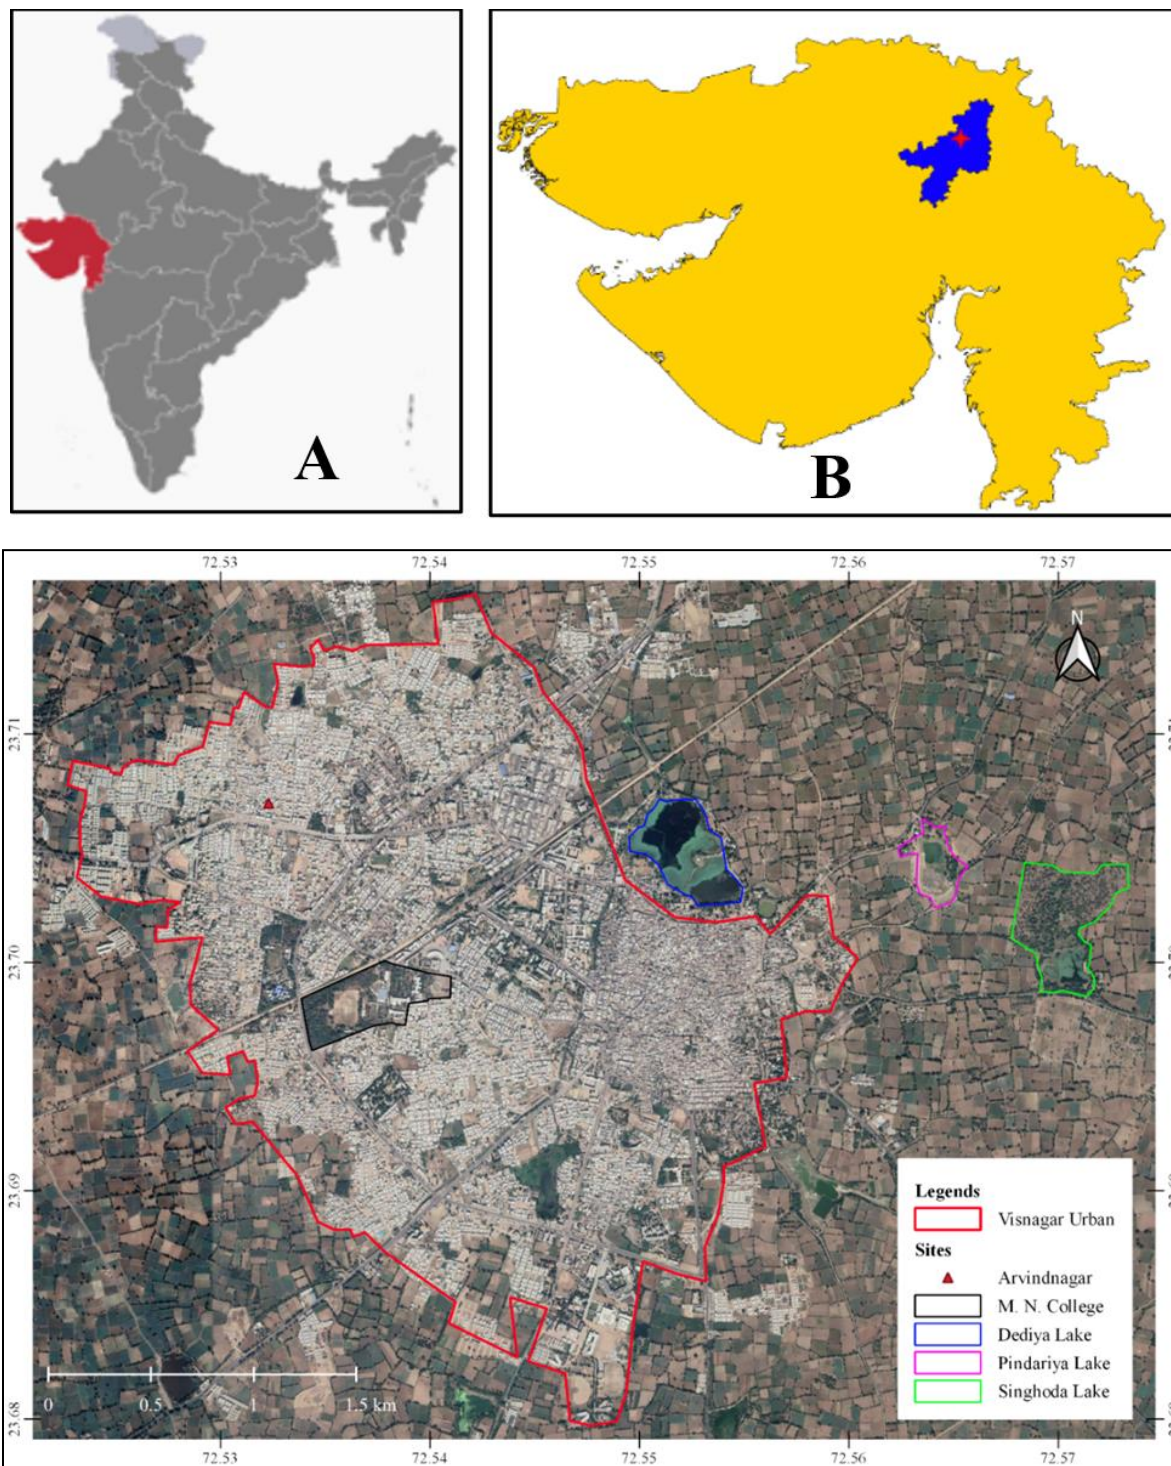 A
B
72.53
72.54
72.55
72.56
72.57
N
23.71
23.70
23.69
23.68
Legends
Visnagar Urban
Sites
Arvindnagar
M. N. College
Dediya Lake
Pindariya Lake
Singhoda Lake
0
0.5
1
1.5 km
72.53
72.54
72.55
72.56
72.57